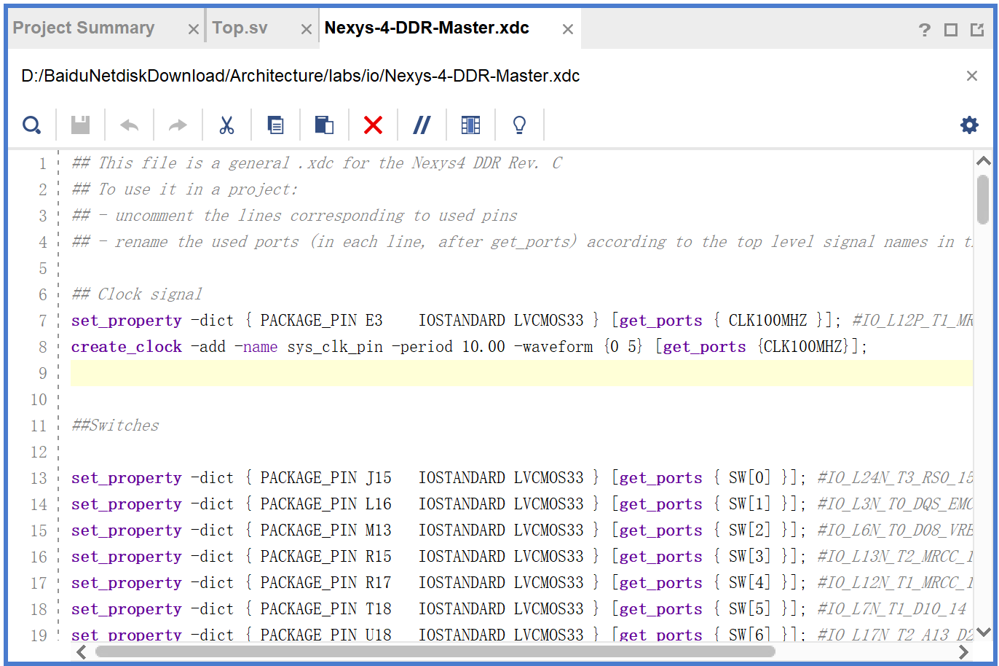 Project Summary Top.sv Nexys-4-DDR-Master.xdc ?
D:/BaiduNetdiskDownload/Architecture/labs/io/Nexys-4-DDR-Master.xdc
1 ## This file is a general .xdc for the Nexys4 DDR Rev. C
2 ## To use it in a project:
3 ## - uncomment the lines corresponding to used pins
4 ## - rename the used ports (in each line, after get_ports) according to the top level signal names in t
5
6 ## Clock signal
7 set_property -dict { PACKAGE_PIN E3    IOSTANDARD LVCMOS33 } [get_ports { CLK100MHZ }]; #IO_L12P_T1_MR
8 create_clock -add -name sys_clk_pin -period 10.00 -waveform {0 5} [get_ports {CLK100MHZ}];
9
10
11 ##Switches
12
13 set_property -dict { PACKAGE_PIN J15   IOSTANDARD LVCMOS33 } [get_ports { SW[0] }]; #IO_L24N_T3_RS0_15
14 set_property -dict { PACKAGE_PIN L16   IOSTANDARD LVCMOS33 } [get_ports { SW[1] }]; #IO_L3N_T0_DQS_EMC
15 set_property -dict { PACKAGE_PIN M13   IOSTANDARD LVCMOS33 } [get_ports { SW[2] }]; #IO_L6N_T0_D08_VRE
16 set_property -dict { PACKAGE_PIN R15   IOSTANDARD LVCMOS33 } [get_ports { SW[3] }]; #IO_L13N_T2_MRCC_1
17 set_property -dict { PACKAGE_PIN R17   IOSTANDARD LVCMOS33 } [get_ports { SW[4] }]; #IO_L12N_T1_MRCC_1
18 set_property -dict { PACKAGE_PIN T18   IOSTANDARD LVCMOS33 } [get_ports { SW[5] }]; #IO_L7N_T1_D10_14
19 set_property -dict { PACKAGE_PIN U18   IOSTANDARD LVCMOS33 } [get_ports { SW[6] }]; #IO_L17N_T2_A13_D2